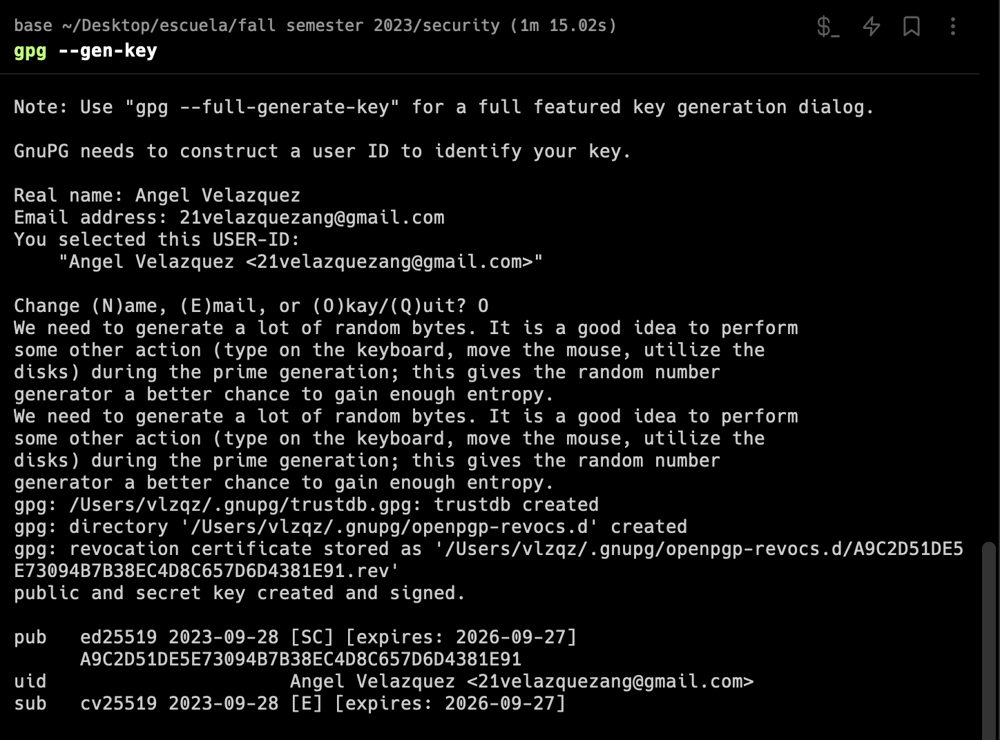 base ~/Desktop/escuela/fall semester 2023/security (1m 15.02s)
$_
gpg --gen-key
Note: Use "gpg --full-generate-key" for a full featured key generation dialog.
GnuPG needs to construct a user ID to identify your key.
Real name: Angel Velazquez
Email address: 21velazquezang@gmail.com
You selected this USER-ID:
    "Angel Velazquez <21velazquezang@gmail.com>"
Change (N)ame, (E)mail, or (O)kay/(Q)uit? O
We need to generate a lot of random bytes. It is a good idea to perform
some other action (type on the keyboard, move the mouse, utilize the
disks) during the prime generation; this gives the random number
generator a better chance to gain enough entropy.
We need to generate a lot of random bytes. It is a good idea to perform
some other action (type on the keyboard, move the mouse, utilize the
disks) during the prime generation; this gives the random number
generator a better chance to gain enough entropy.
gpg: /Users/vlzqz/.gnupg/trustdb.gpg: trustdb created
gpg: directory '/Users/vlzqz/.gnupg/openpgp-revocs.d' created
gpg: revocation certificate stored as '/Users/vlzqz/.gnupg/openpgp-revocs.d/A9C2D51DE5
E73094B7B38EC4D8C657D6D4381E91.rev'
public and secret key created and signed.
pub   ed25519 2023-09-28 [SC] [expires: 2026-09-27]
      A9C2D51DE5E73094B7B38EC4D8C657D6D4381E91
uid                      Angel Velazquez <21velazquezang@gmail.com>
sub   cv25519 2023-09-28 [E] [expires: 2026-09-27]